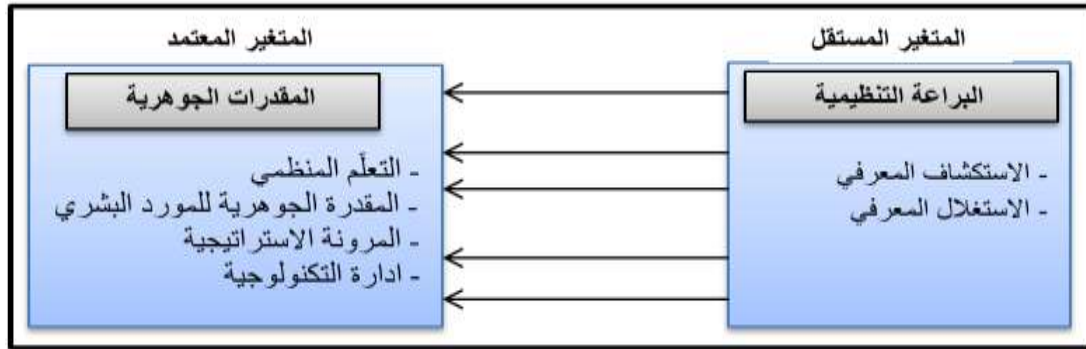 المتغير المستقل
البراعة التنظيمية
- الاستكشاف المعرفي
- الاستغلال المعرفي
المتغير المعتمد
المقدرات الجوهرية
- التعلّم المنظمي
- المقدرة الجوهرية للمورد البشري
- المرونة الاستراتيجية
- ادارة التكنولوجية